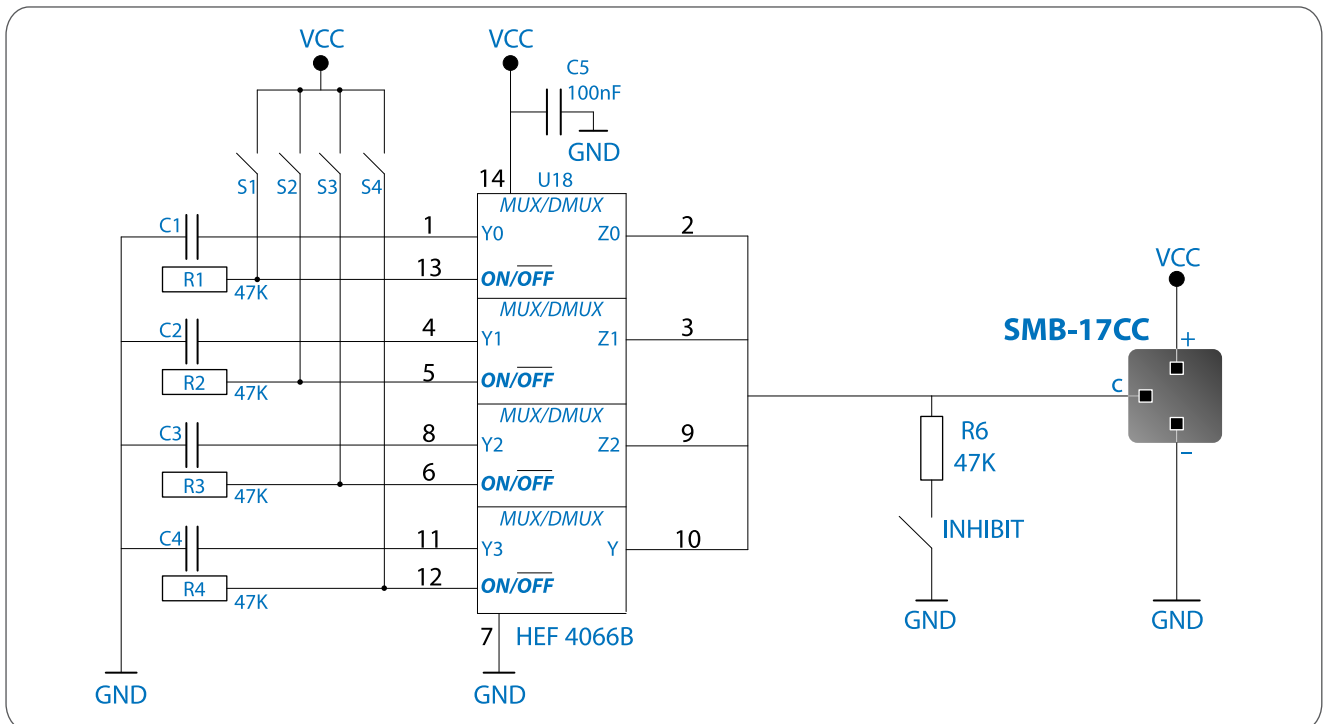 VCC
VCC
C5
100nF
GND
S1
S2
S3
S4
14
U18
MUX/DMUX
C1
1
Y0
Z0
2
R1
47K
13
ON/OFF
MUX/DMUX
C2
4
Y1
Z1
3
R2
47K
5
ON/OFF
MUX/DMUX
C3
8
Y2
Z2
9
R3
47K
6
ON/OFF
MUX/DMUX
C4
11
Y3
Y
10
R4
47K
12
ON/OFF
7
HEF 4066B
GND
GND
VCC
SMB-17CC
+
C
–
R6
47K
INHIBIT
GND
GND